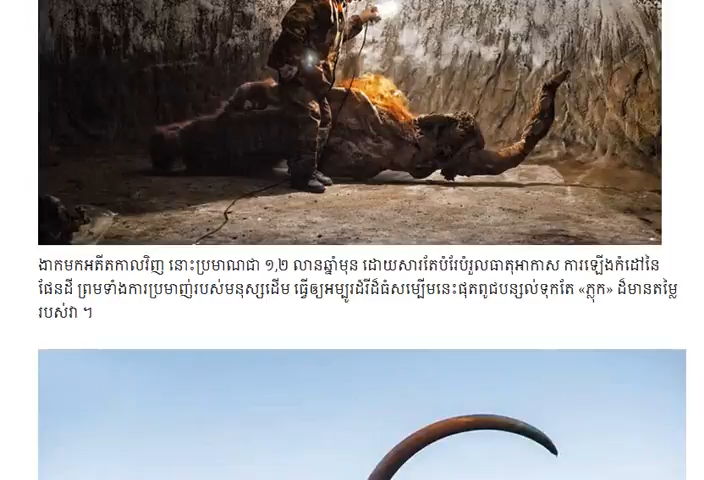 ងាកមកអតីតកាលវិញ នោះប្រមាណជា ១,២ លានឆ្នាំមុន ដោយសារតែបំរែបំរួលធាតុអាកាស ការឡើងកំដៅនៃ
ផែនដី ព្រមទាំងការប្រមាញ់របស់មនុស្សដើម ធ្វើឲ្យអម្បូរដំរីដ៏ធំសម្បើមនេះផុតពូជបន្សល់ទុកតែ «ភ្លុក» ដ៏មានតម្លៃ
របស់វា ។